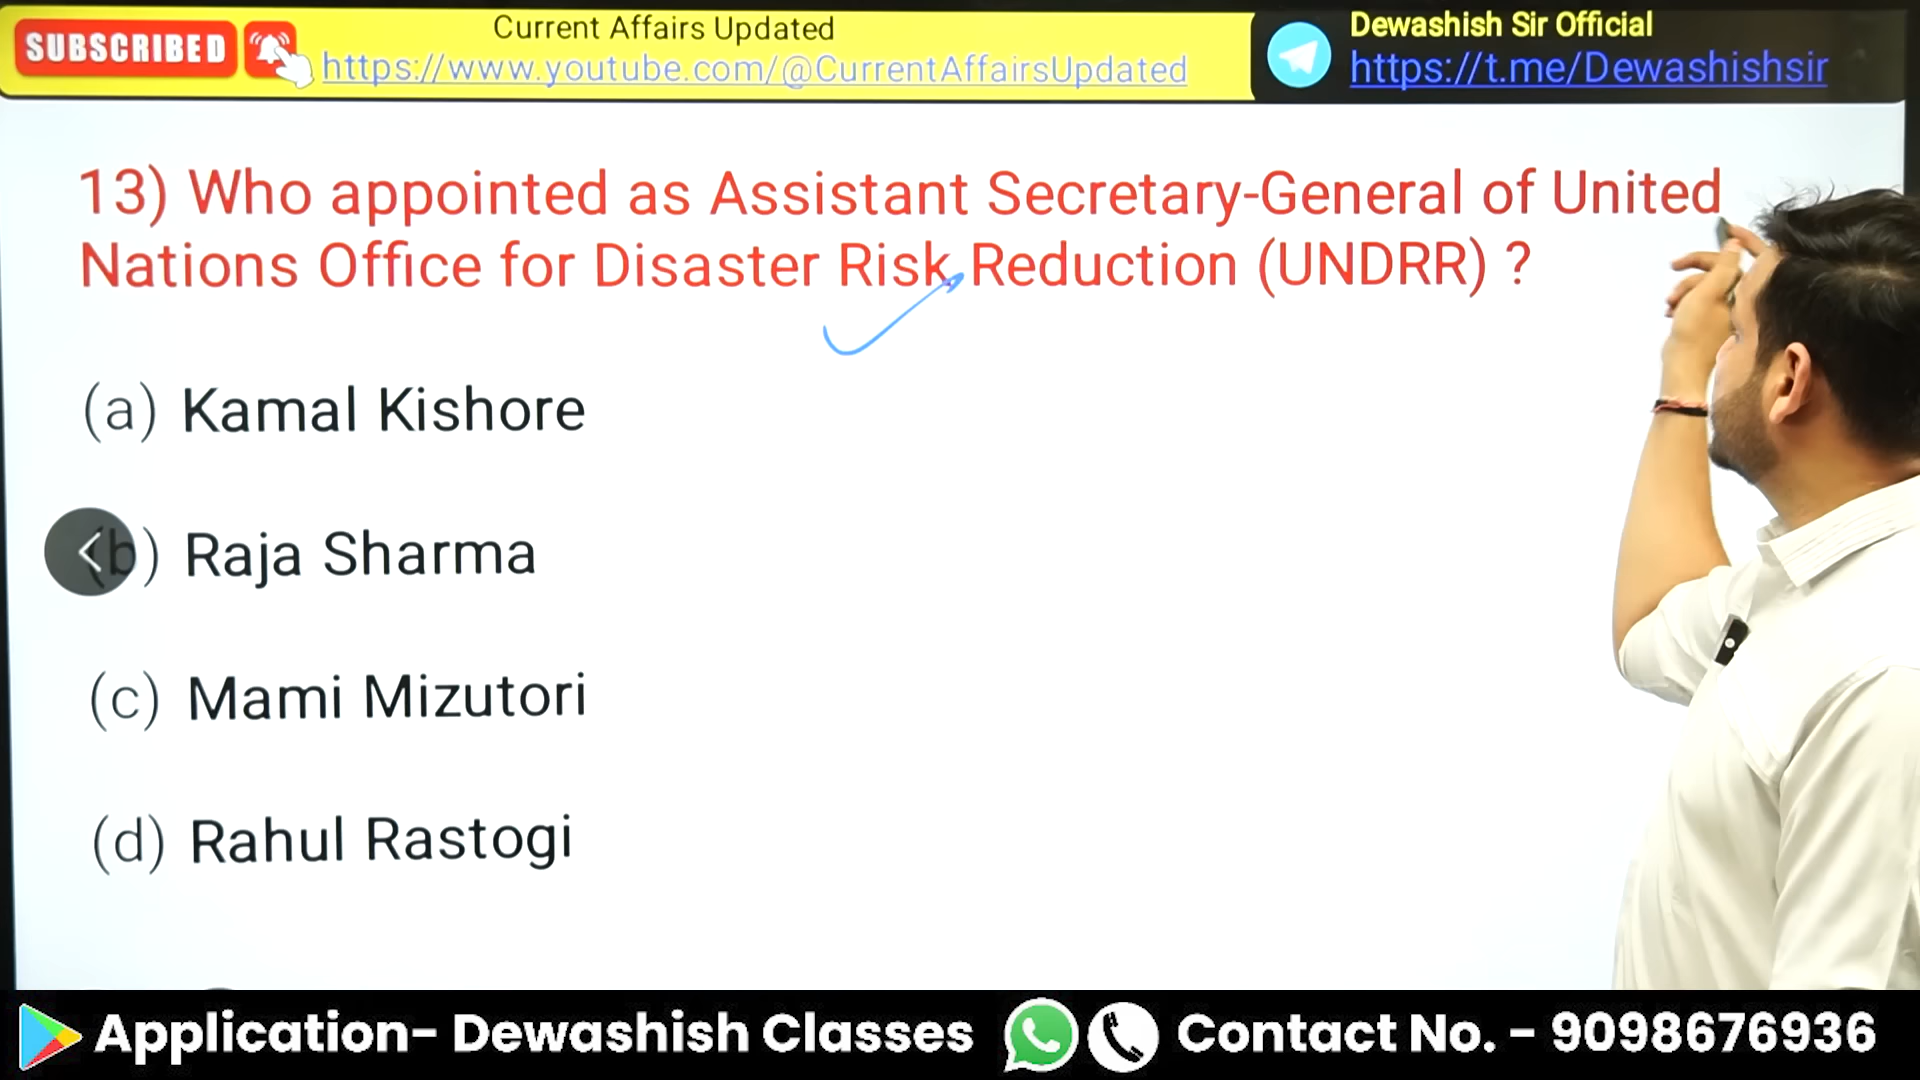 SUBSCRIBED
Current Affairs Updated
https://www.youtube.com/@CurrentAffairsUpdated
Dewashish Sir Official
https://t.me/Dewashishsir
13) Who appointed as Assistant Secretary-General of United
Nations Office for Disaster Risk Reduction (UNDRR) ?
(a) Kamal Kishore
(b) Raja Sharma
(c) Mami Mizutori
(d) Rahul Rastogi
Application- Dewashish Classes
Contact No. - 9098676936